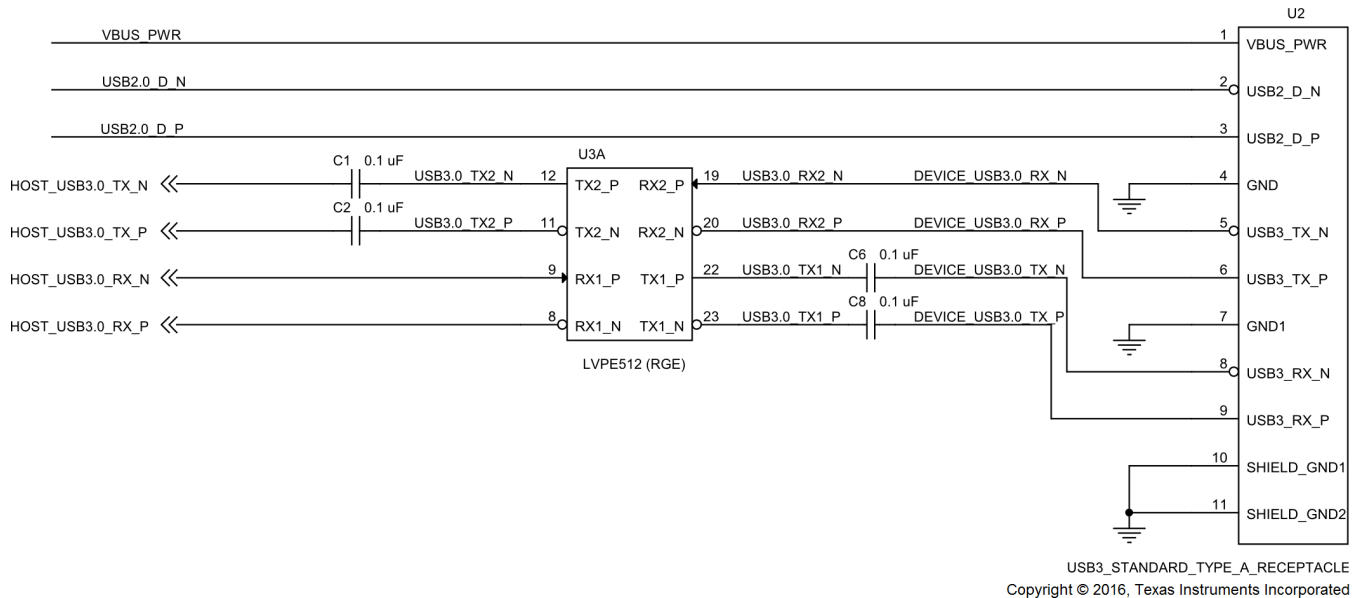 U2
VBUS_PWR 1 VBUS_PWR
USB2.0_D_N 2 USB2_D_N
USB2.0_D_P 3 USB2_D_P
U3A
C1 0.1 uF
HOST_USB3.0_TX_N USB3.0_TX2_N 12 TX2_P RX2_P 19 USB3.0_RX2_N DEVICE_USB3.0_RX_N 4 GND
C2 0.1 uF
HOST_USB3.0_TX_P USB3.0_TX2_P 11 TX2_N RX2_N 20 USB3.0_RX2_P DEVICE_USB3.0_RX_P 5 USB3_TX_N
C6 0.1 uF
HOST_USB3.0_RX_N 9 RX1_P TX1_P 22 USB3.0_TX1_N DEVICE_USB3.0_TX_N 6 USB3_TX_P
C8 0.1 uF
HOST_USB3.0_RX_P 8 RX1_N TX1_N 23 USB3.0_TX1_P DEVICE_USB3.0_TX_P 7 GND1
LVPE512 (RGE)
8 USB3_RX_N
9 USB3_RX_P
10 SHIELD_GND1
11 SHIELD_GND2
USB3_STANDARD_TYPE_A_RECEPTACLE
Copyright © 2016, Texas Instruments Incorporated